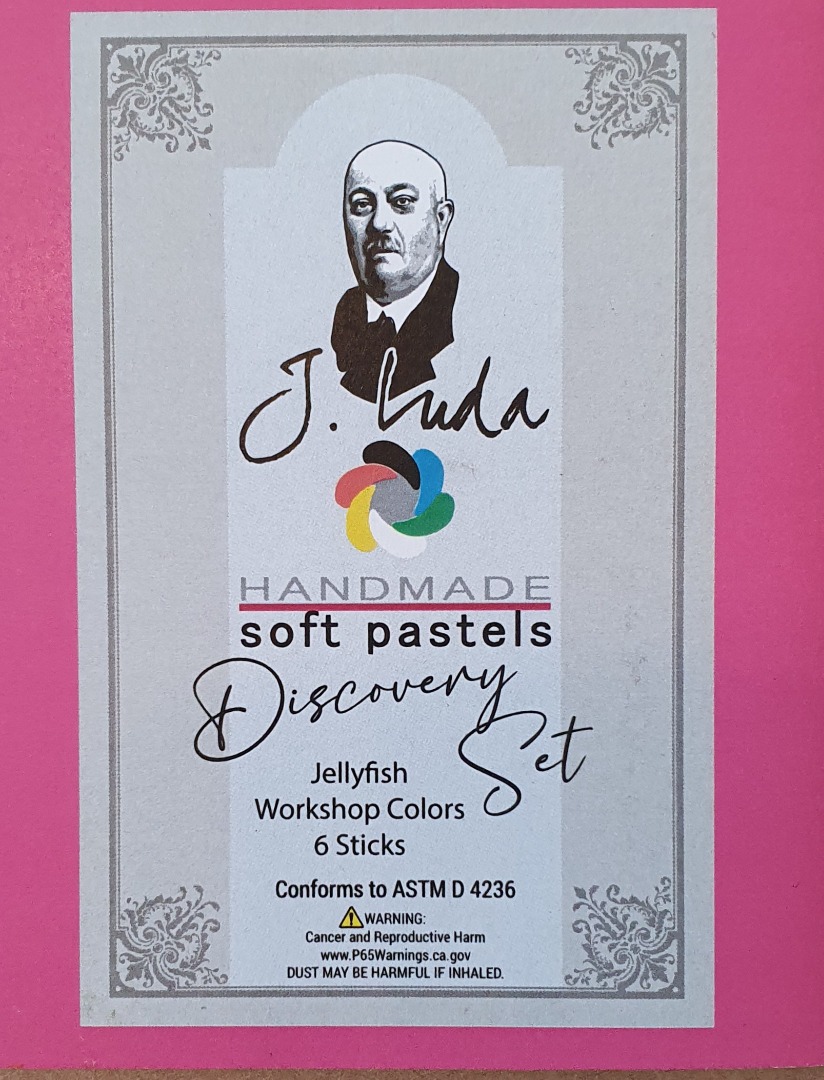 J. Luda
HANDMADE
soft pastels
Discovery
Set
Jellyfish
Workshop Colors
6 Sticks
Conforms to ASTM D 4236
WARNING:
Cancer and Reproductive Harm
www.P65Warnings.ca.gov
DUST MAY BE HARMFUL IF INHALED.